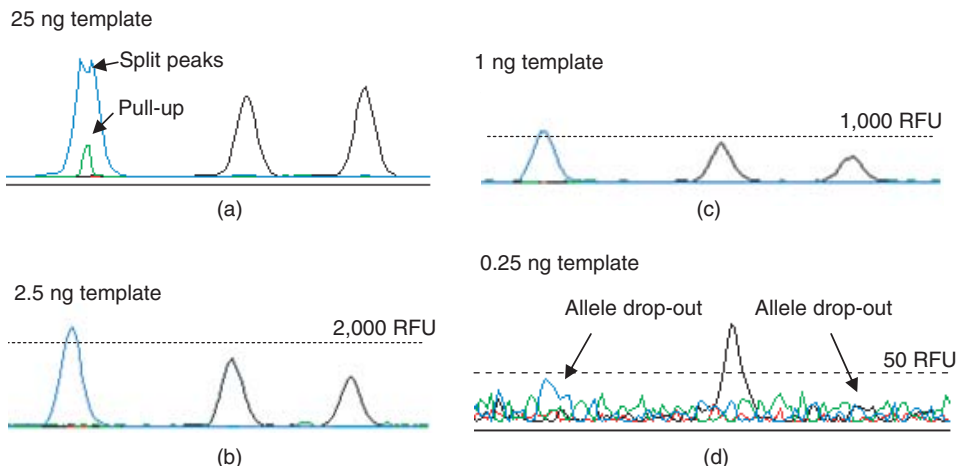 25 ng template
Split peaks
Pull-up
(a)
2.5 ng template
2,000 RFU
(b)
1 ng template
1,000 RFU
(c)
0.25 ng template
Allele drop-out
Allele drop-out
50 RFU
(d)